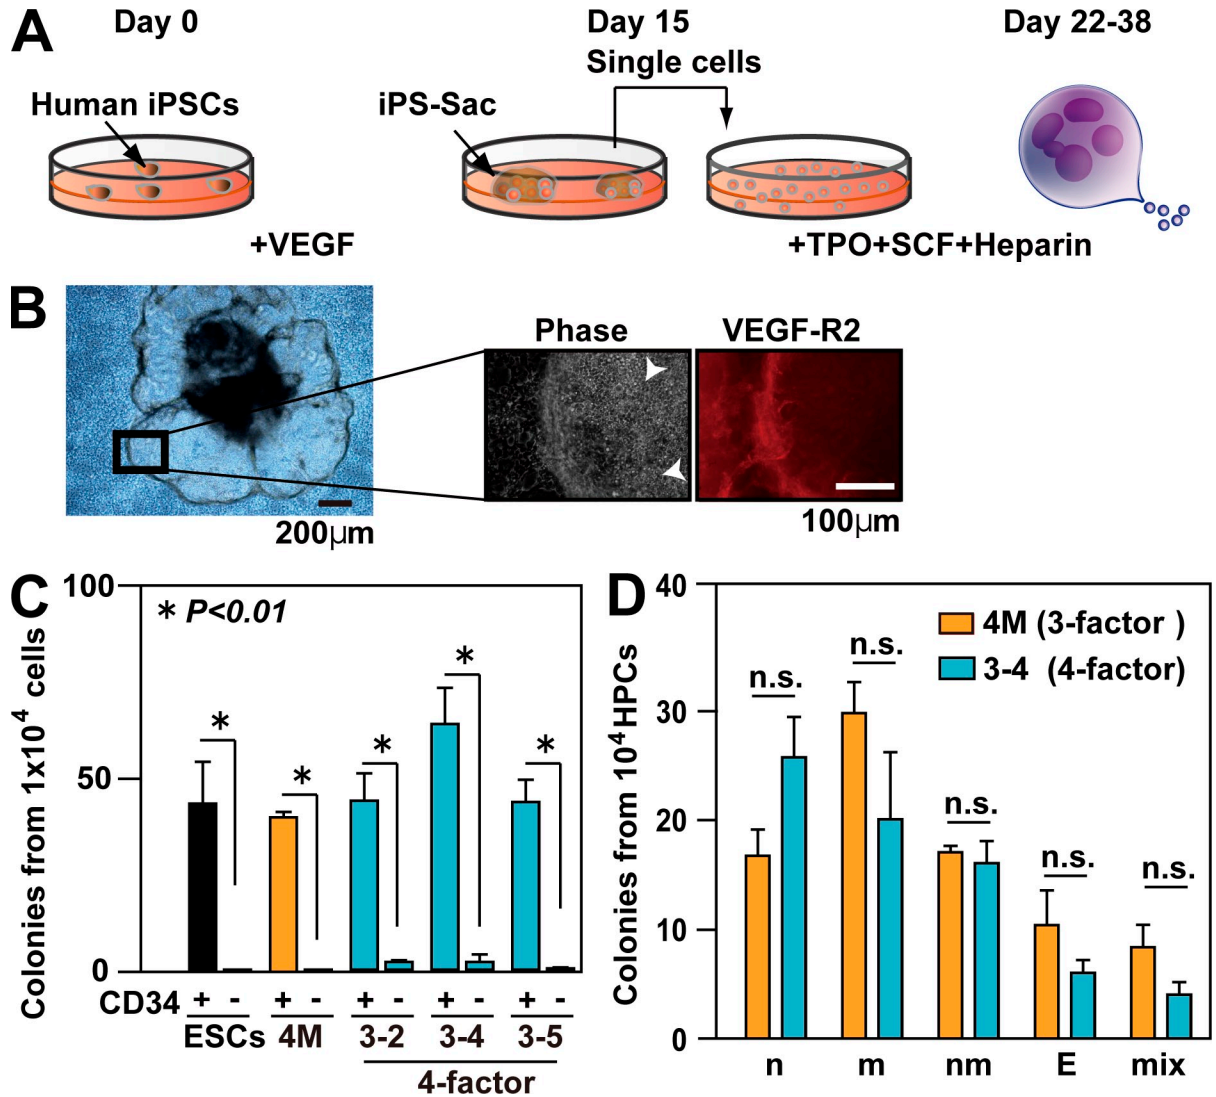 A
Day 0
Day 15
Day 22-38
Single cells
Human iPSCs
iPS-Sac
+VEGF
+TPO+SCF+Heparin
B
Phase
VEGF-R2
200µm
100µm
C
Colonies from 1x10⁴ cells
100
50
0
* P<0.01
*
*
*
*
*
CD34
+ - + - + - + - + -
ESCs 4M 3-2 3-4 3-5
4-factor
D
Colonies from 10⁴HPCs
40
30
20
10
0
4M (3-factor )
3-4 (4-factor)
n.s.
n.s.
n.s.
n.s.
n.s.
n m nm E mix